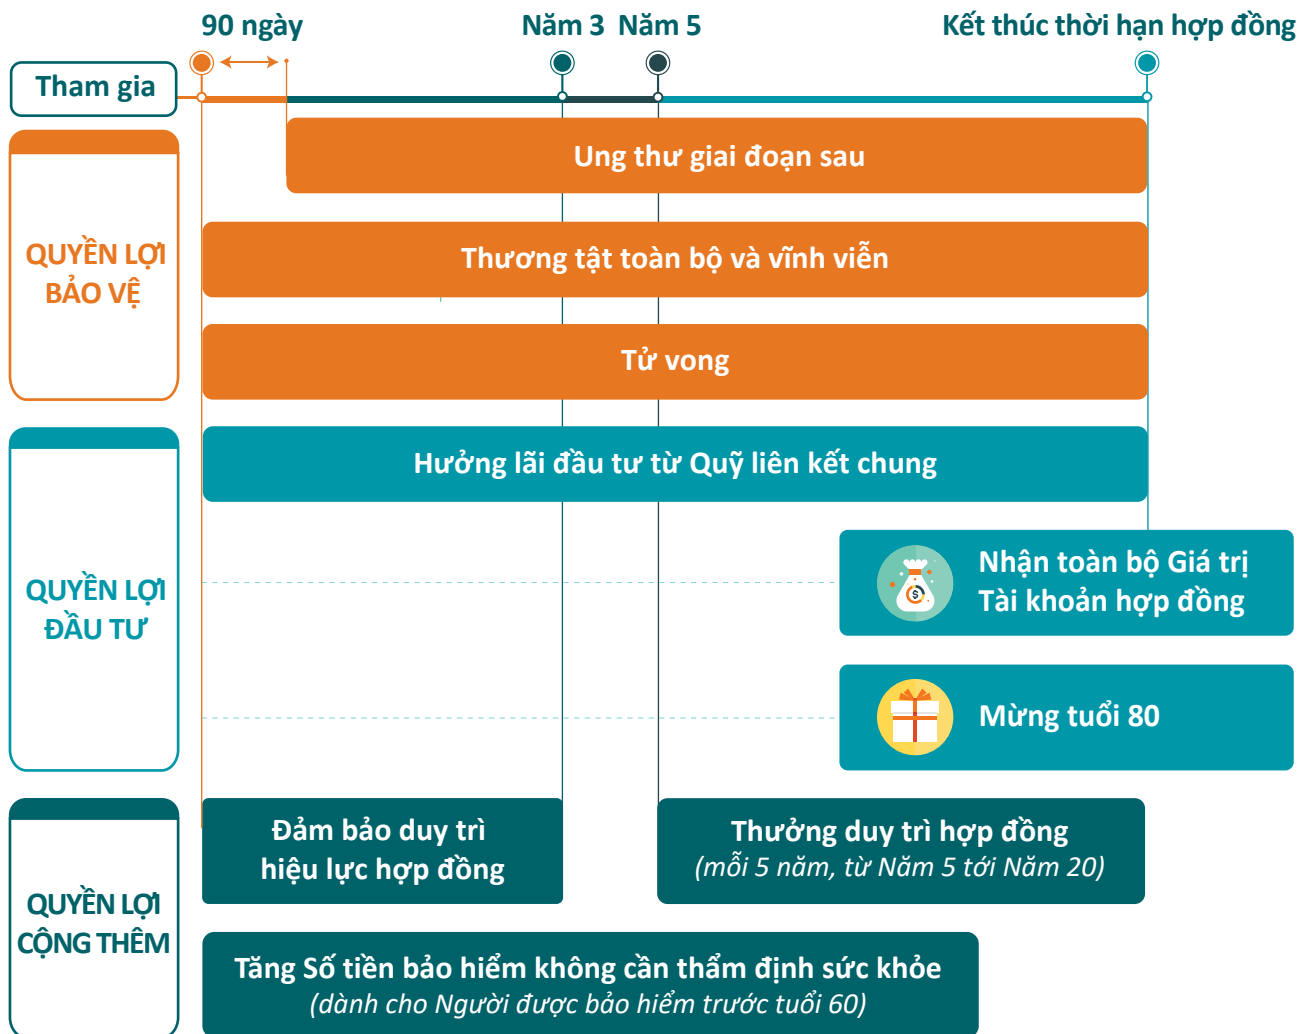 90 ngày
Năm 3
Năm 5
Kết thúc thời hạn hợp đồng
Tham gia
QUYỀN LỢI
BẢO VỆ
Ung thư giai đoạn sau
Thương tật toàn bộ và vĩnh viễn
Tử vong
QUYỀN LỢI
ĐẦU TƯ
Hưởng lãi đầu tư từ Quỹ liên kết chung
$
Nhận toàn bộ Giá trị
Tài khoản hợp đồng
Mừng tuổi 80
QUYỀN LỢI
CỘNG THÊM
Đảm bảo duy trì
hiệu lực hợp đồng
Thưởng duy trì hợp đồng
(mỗi 5 năm, từ Năm 5 tới Năm 20)
Tăng Số tiền bảo hiểm không cần thẩm định sức khỏe
(dành cho Người được bảo hiểm trước tuổi 60)